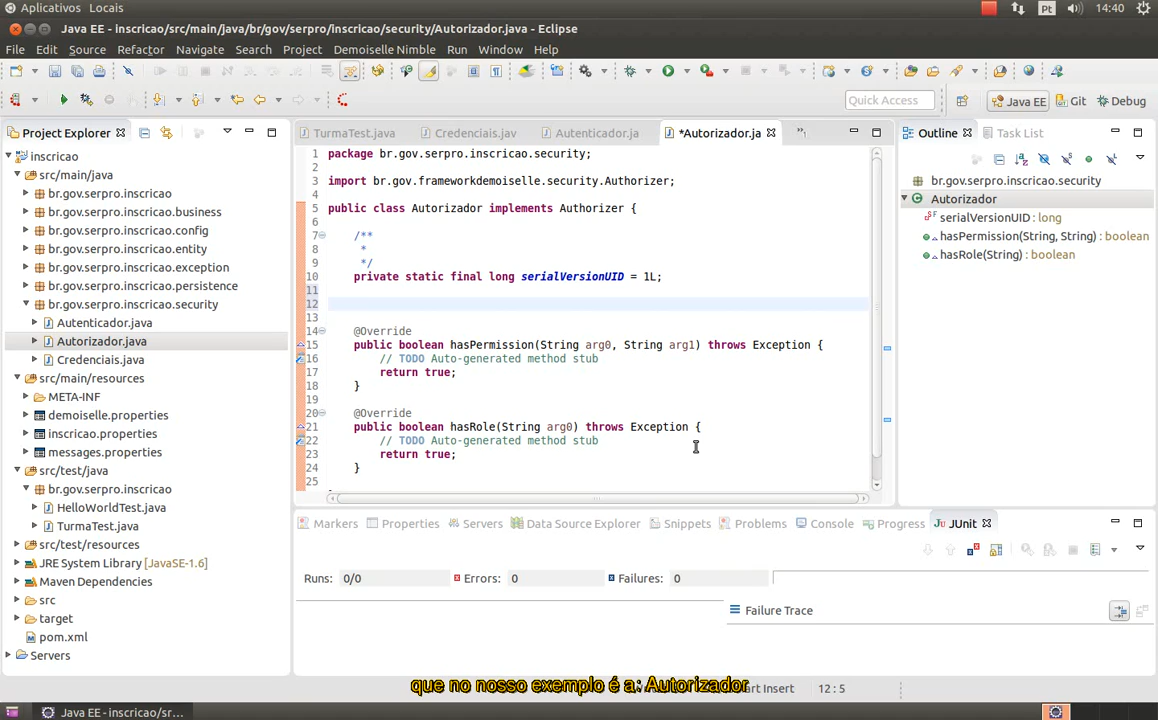 Aplicativos Locais Pt 14:40
Java EE - inscricao/src/main/java/br/gov/serpro/inscricao/security/Autorizador.java - Eclipse
File Edit Source Refactor Navigate Search Project Demoiselle Nimble Run Window Help
Quick Access Java EE Git Debug
Project Explorer
inscricao
src/main/java
br.gov.serpro.inscricao
br.gov.serpro.inscricao.business
br.gov.serpro.inscricao.config
br.gov.serpro.inscricao.entity
br.gov.serpro.inscricao.exception
br.gov.serpro.inscricao.persistence
br.gov.serpro.inscricao.security
Autenticador.java
Autorizador.java
Credenciais.java
src/main/resources
META-INF
demoiselle.properties
inscricao.properties
messages.properties
src/test/java
br.gov.serpro.inscricao
HelloWorldTest.java
TurmaTest.java
src/test/resources
JRE System Library [JavaSE-1.6]
Maven Dependencies
src
target
pom.xml
Servers
TurmaTest.java Credenciais.jav Autenticador.ja *Autorizador.ja
1 package br.gov.serpro.inscricao.security;
2
3 import br.gov.frameworkdemoiselle.security.Authorizer;
4
5 public class Autorizador implements Authorizer {
6
7 /**
8 *
9 */
10 private static final long serialVersionUID = 1L;
11
12
13
14 @Override
15 public boolean hasPermission(String arg0, String arg1) throws Exception {
16 // TODO Auto-generated method stub
17 return true;
18 }
19
20 @Override
21 public boolean hasRole(String arg0) throws Exception {
22 // TODO Auto-generated method stub
23 return true;
24 }
25
Outline Task List
br.gov.serpro.inscricao.security
Autorizador
serialVersionUID : long
hasPermission(String, String) : boolean
hasRole(String) : boolean
Markers Properties Servers Data Source Explorer Snippets Problems Console Progress JUnit
Runs: 0/0 Errors: 0 Failures: 0
Failure Trace
que no nosso exemplo é a: Autorizador
Insert 12 : 5
Java EE - inscricao/sr...